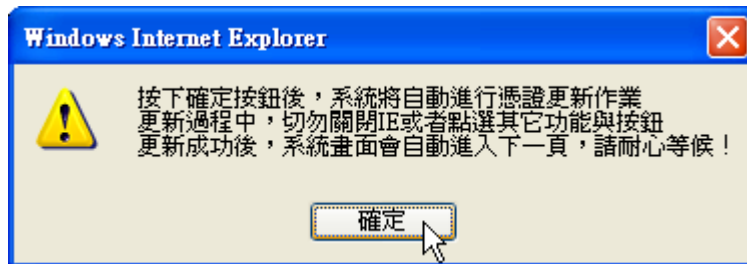 Windows Internet Explorer
按下確定按鈕後，系統將自動進行憑證更新作業
更新過程中，切勿關閉IE或者點選其它功能與按鈕
更新成功後，系統畫面會自動進入下一頁，請耐心等候！
確定